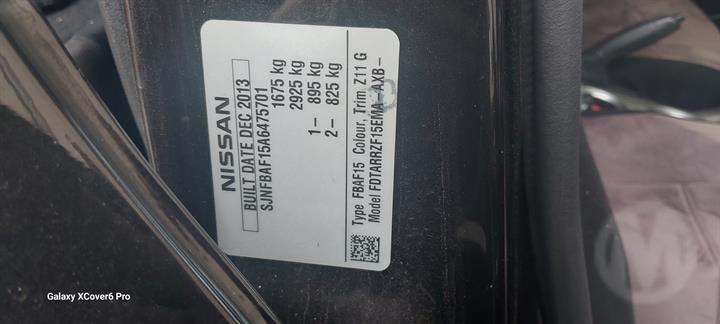 NISSAN
BUILT DATE DEC 2013
SJNFBAF15A6475701
1675 kg
2925 kg
1- 895 kg
2- 825 kg
Type FBAF15 Colour, Trim Z11 G
Model FDTARRZF15EMA-AXB-
Galaxy XCover6 Pro
M